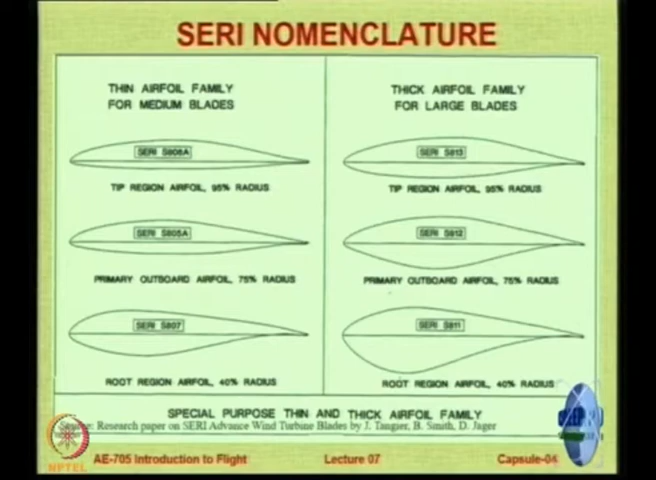 SERI NOMENCLATURE
THIN AIRFOIL FAMILY
FOR MEDIUM BLADES
SERI S806A
TIP REGION AIRFOIL, 95% RADIUS
SERI S805A
PRIMARY OUTBOARD AIRFOIL, 75% RADIUS
SERI S807
ROOT REGION AIRFOIL, 40% RADIUS
THICK AIRFOIL FAMILY
FOR LARGE BLADES
SERI S813
TIP REGION AIRFOIL, 95% RADIUS
SERI S812
PRIMARY OUTBOARD AIRFOIL, 75% RADIUS
SERI S811
ROOT REGION AIRFOIL, 40% RADIUS
SPECIAL PURPOSE THIN AND THICK AIRFOIL FAMILY
Source: Research paper on SERI Advance Wind Turbine Blades by J. Tangier, B. Smith, D. Jager
NPTEL
AE-705 Introduction to Flight
Lecture 07
Capsule-04